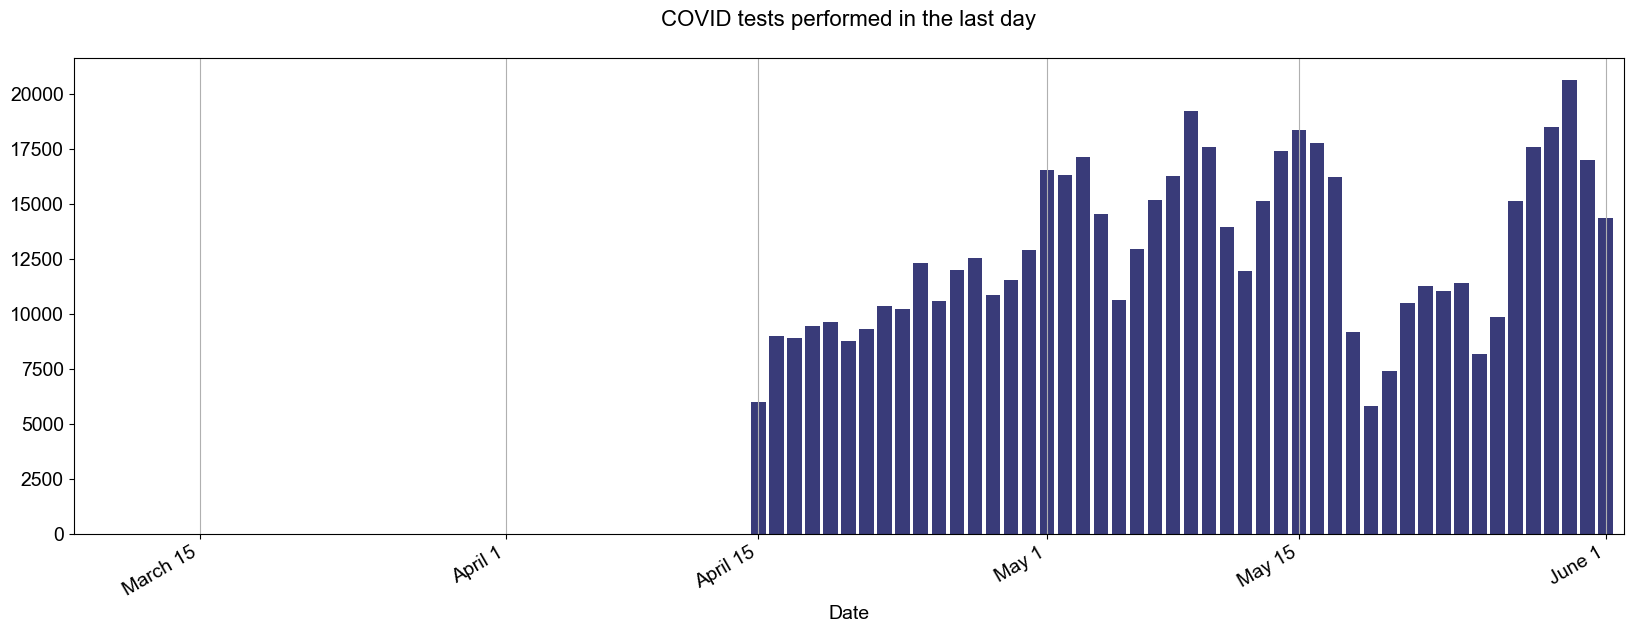 COVID tests performed in the last day
20000
17500
15000
12500
10000
7500
5000
2500
0
March 15
April 1
April 15
May 1
May 15
June 1
Date